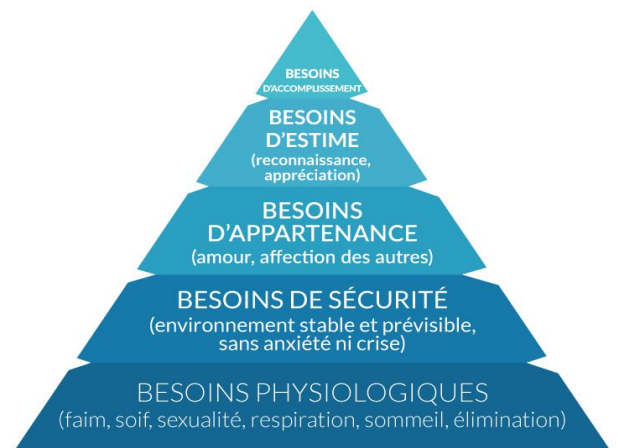 BESOINS
D'ACCOMPLISSEMENT
BESOINS
D'ESTIME
(reconnaissance,
appréciation)
BESOINS
D'APPARTENANCE
(amour, affection des autres)
BESOINS DE SÉCURITÉ
(environnement stable et prévisible,
sans anxiété ni crise)
BESOINS PHYSIOLOGIQUES
(faim, soif, sexualité, respiration, sommeil, élimination)